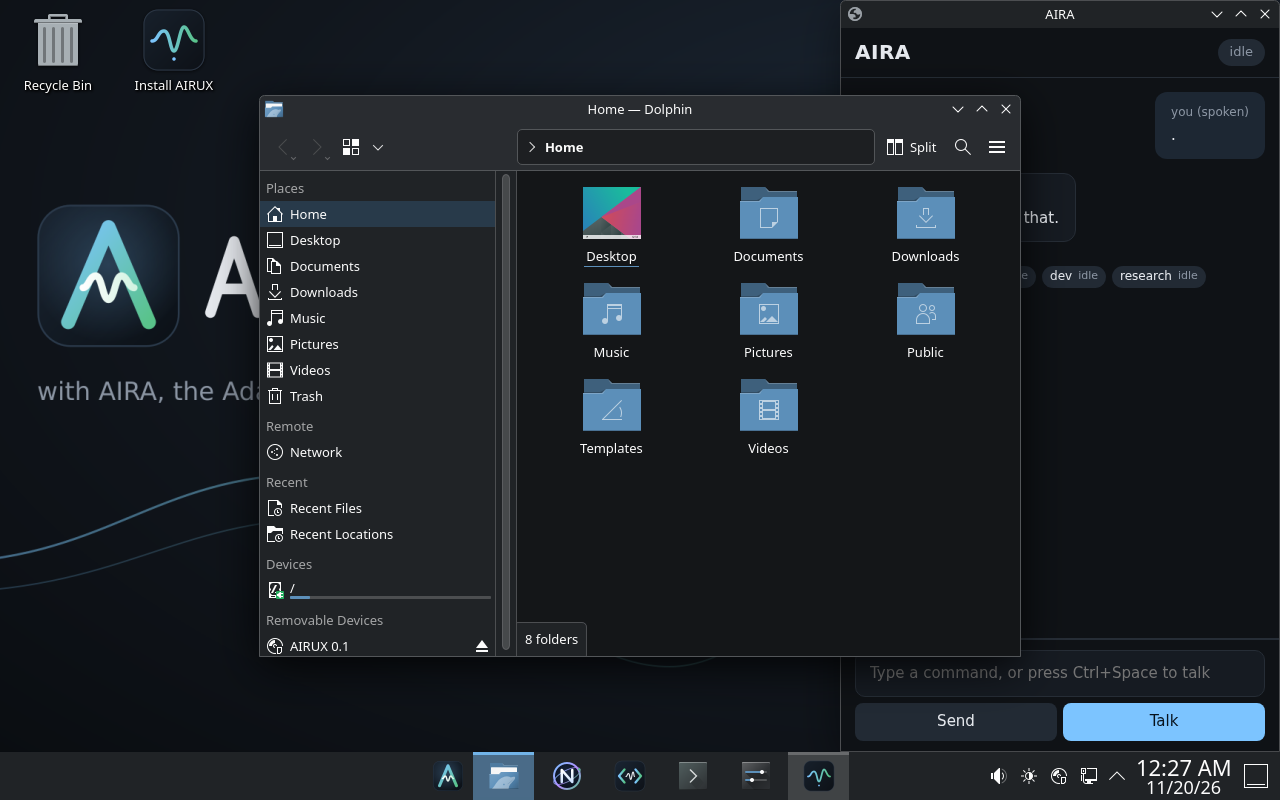 Recycle Bin
Install AIRUX
A
with AIRA, the Ada
Home — Dolphin
Home
Split
Places
Home
Desktop
Documents
Downloads
Music
Pictures
Videos
Trash
Remote
Network
Recent
Recent Files
Recent Locations
Devices
/
Removable Devices
AIRUX 0.1
Desktop
Documents
Downloads
Music
Pictures
Public
Templates
Videos
8 folders
AIRA
AIRA
idle
you (spoken)
.
that.
dev idle
research idle
Type a command, or press Ctrl+Space to talk
Send
Talk
12:27 AM
11/20/26